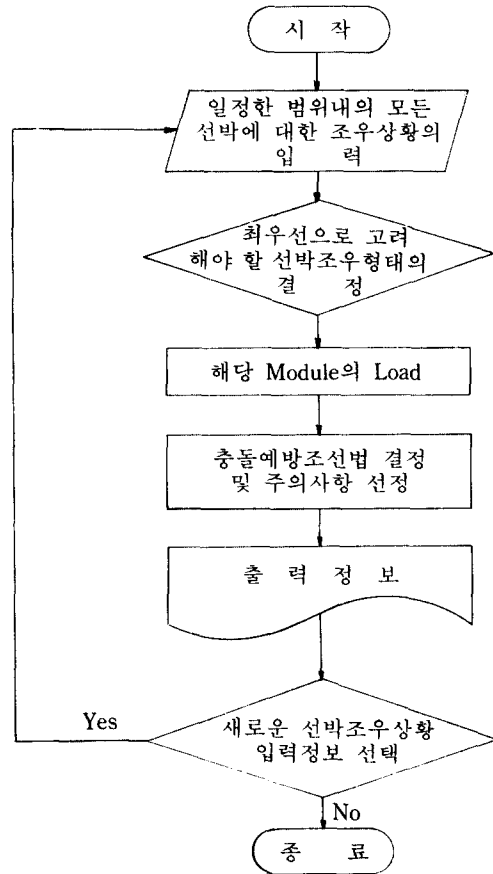 시 작
일정한 범위내의 모든
선박에 대한 조우상황의
입 력
최우선으로 고려
해야 할 선박조우형태의
결 정
해당 Module의 Load
충돌예방조선법 결정
및 주의사항 선정
출 력 정 보
Yes
새로운 선박조우상황
입력정보 선택
No
종 료